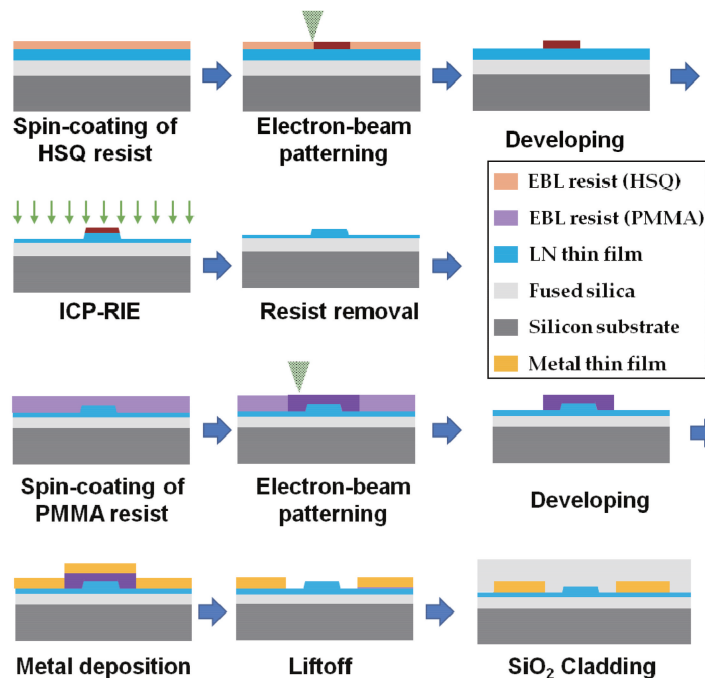 Spin-coating of
HSQ resist
Electron-beam
patterning
Developing
EBL resist (HSQ)
EBL resist (PMMA)
LN thin film
Fused silica
Silicon substrate
Metal thin film
ICP-RIE
Resist removal
Spin-coating of
PMMA resist
Electron-beam
patterning
Developing
Metal deposition
Liftoff
SiO₂ Cladding